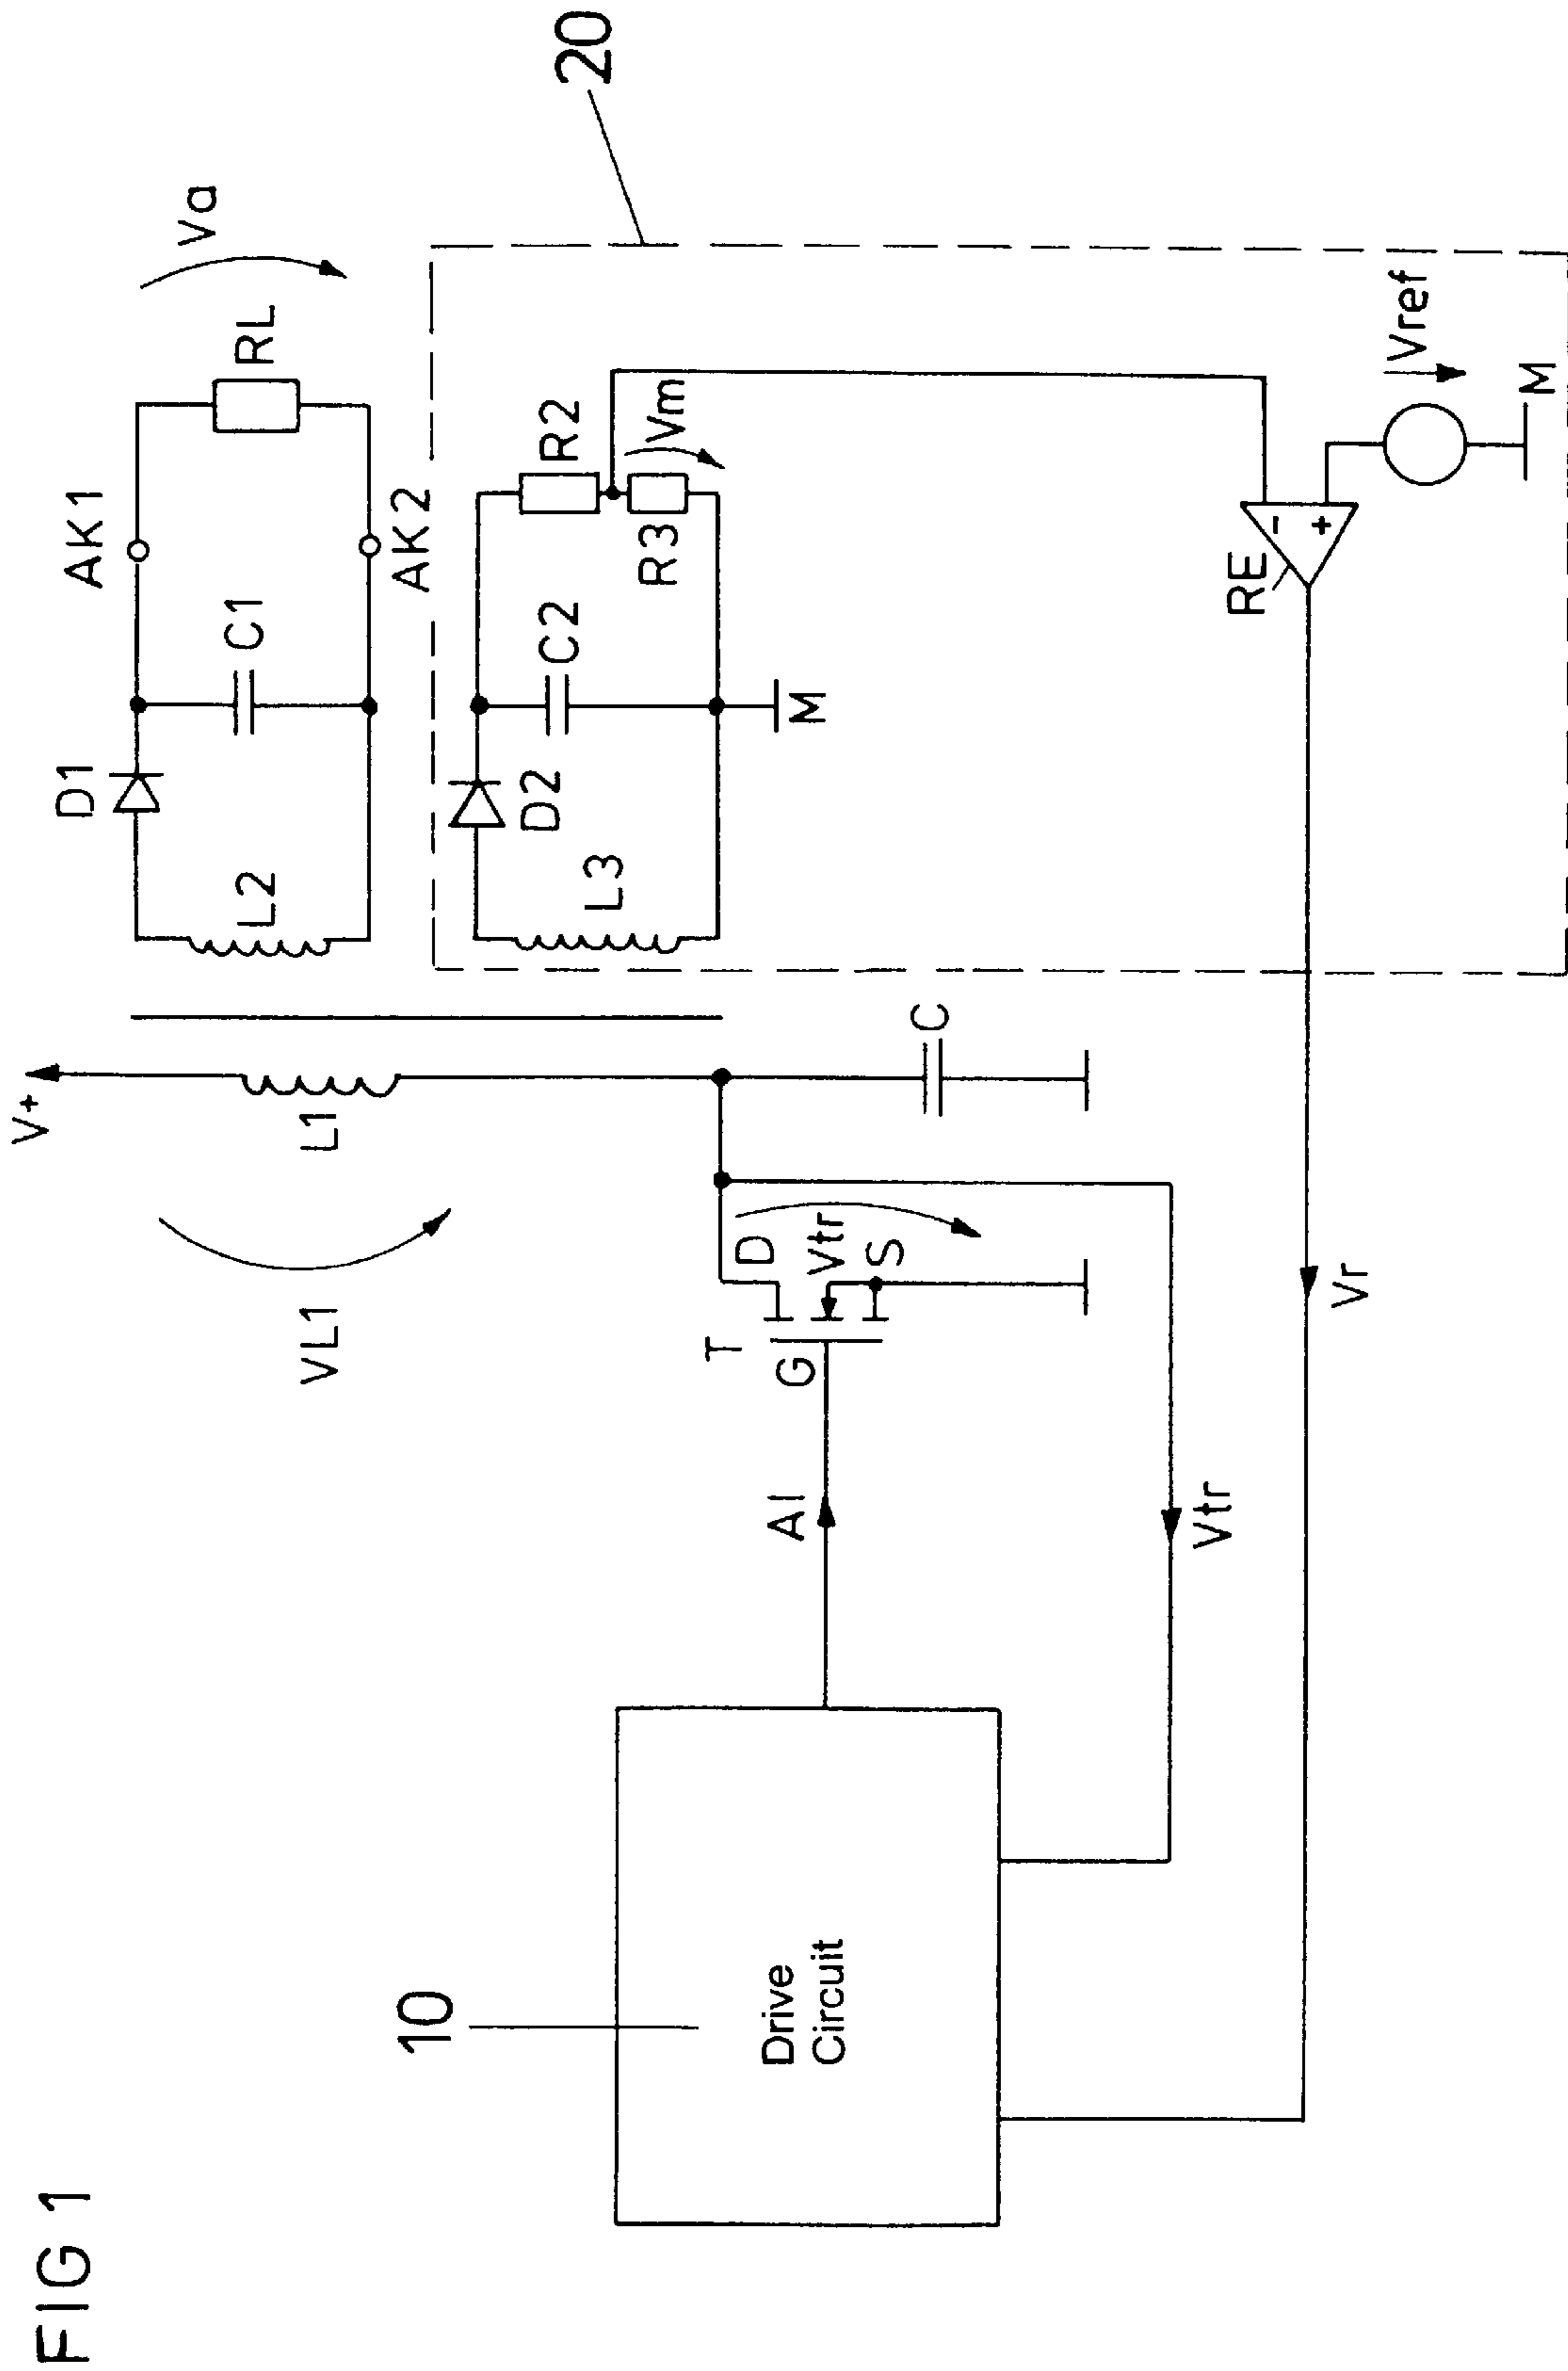 FIG 1
V+
VL1
L1
D1
L2
C1
AK1
AK2
RL
Va
20
D2
L3
C2
R2
R3
Vm
M
10
Drive
Circuit
AI
T
G
D
Vtr
S
C
Vtr
Vr
RE
-
+
Vref
M